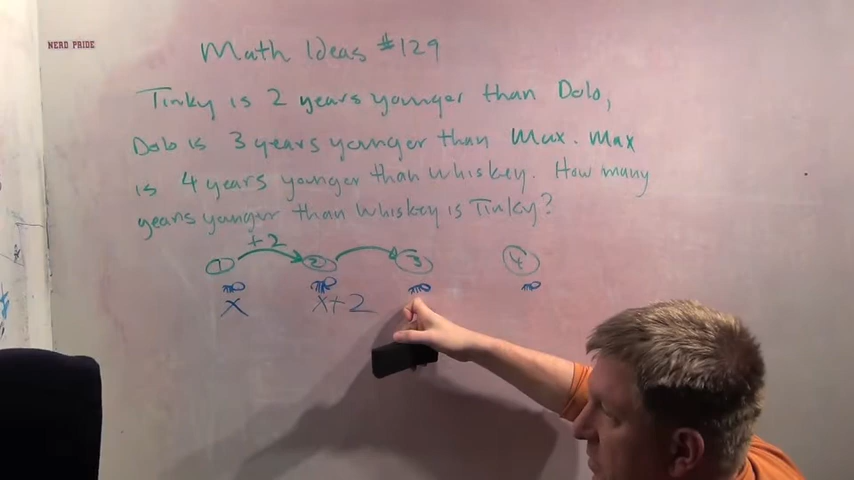 NERD PRIDE
Math Ideas #129
Tinky is 2 years younger than Dolo,
Dolo is 3 years younger than Max. Max
is 4 years younger than Whiskey. How many
years younger than Whiskey is Tinky?
+2
1 2 3 4
x x+2